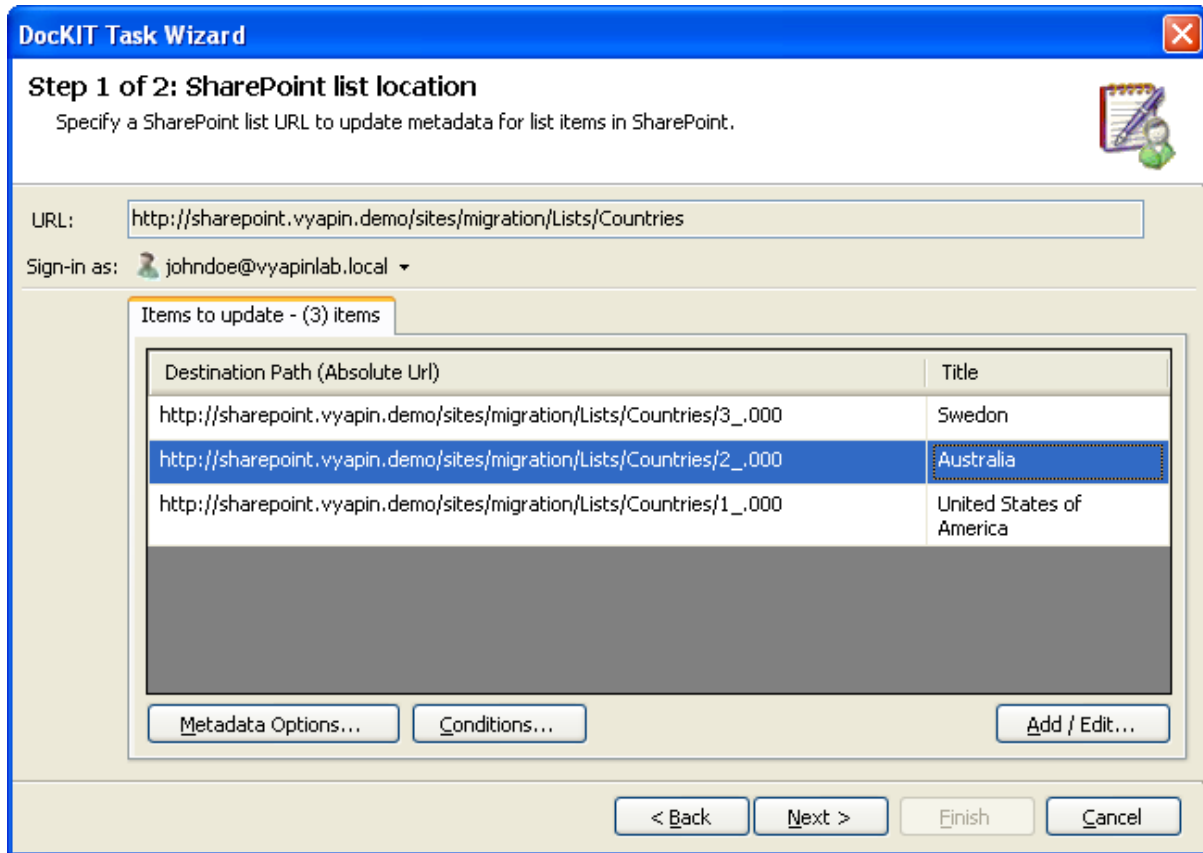 DocKIT Task Wizard
Step 1 of 2: SharePoint list location
Specify a SharePoint list URL to update metadata for list items in SharePoint.
URL: http://sharepoint.vyapin.demo/sites/migration/Lists/Countries
Sign-in as: johndoe@vyapinlab.local
Items to update - (3) items
Destination Path (Absolute Url) Title
http://sharepoint.vyapin.demo/sites/migration/Lists/Countries/3_.000 Swedon
http://sharepoint.vyapin.demo/sites/migration/Lists/Countries/2_.000 Australia
http://sharepoint.vyapin.demo/sites/migration/Lists/Countries/1_.000 United States of
America
Metadata Options... Conditions... Add / Edit...
< Back Next > Finish Cancel